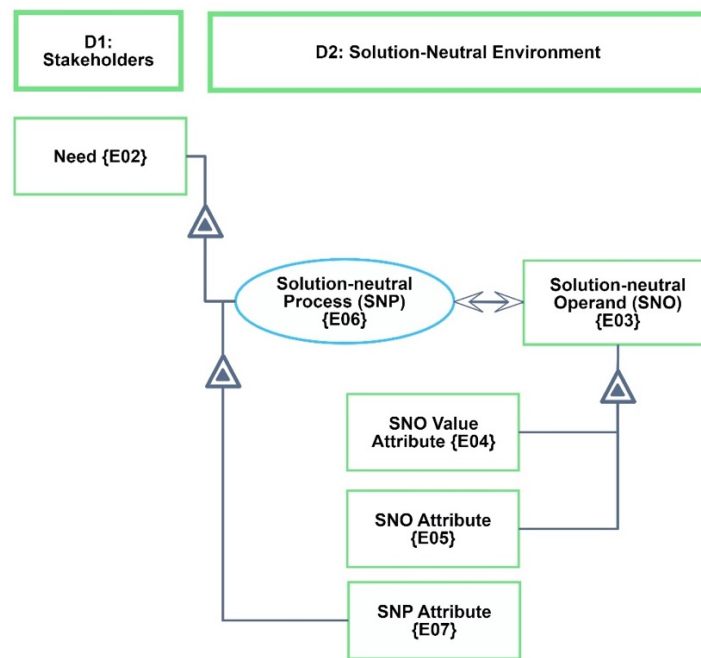 D1:
Stakeholders
D2: Solution-Neutral Environment
Need {E02}
Solution-neutral
Process (SNP)
{E06}
Solution-neutral
Operand (SNO)
{E03}
SNO Value
Attribute {E04}
SNO Attribute
{E05}
SNP Attribute
{E07}